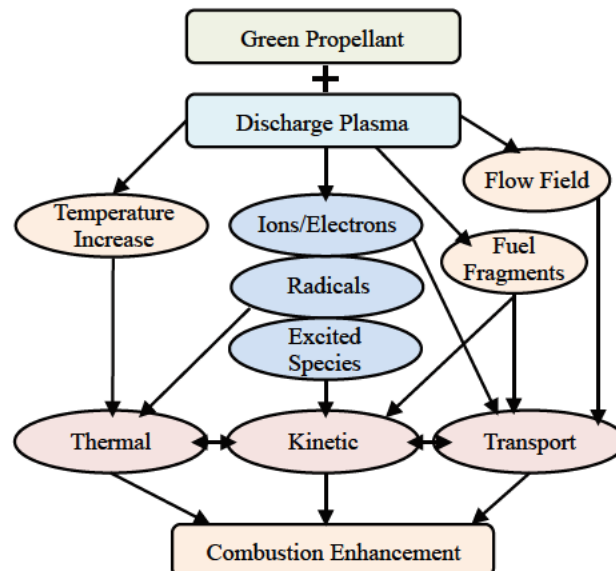 Green Propellant
+
Discharge Plasma
Flow Field
Temperature
Increase
Ions/Electrons
Fuel
Fragments
Radicals
Excited
Species
Thermal
Kinetic
Transport
Combustion Enhancement